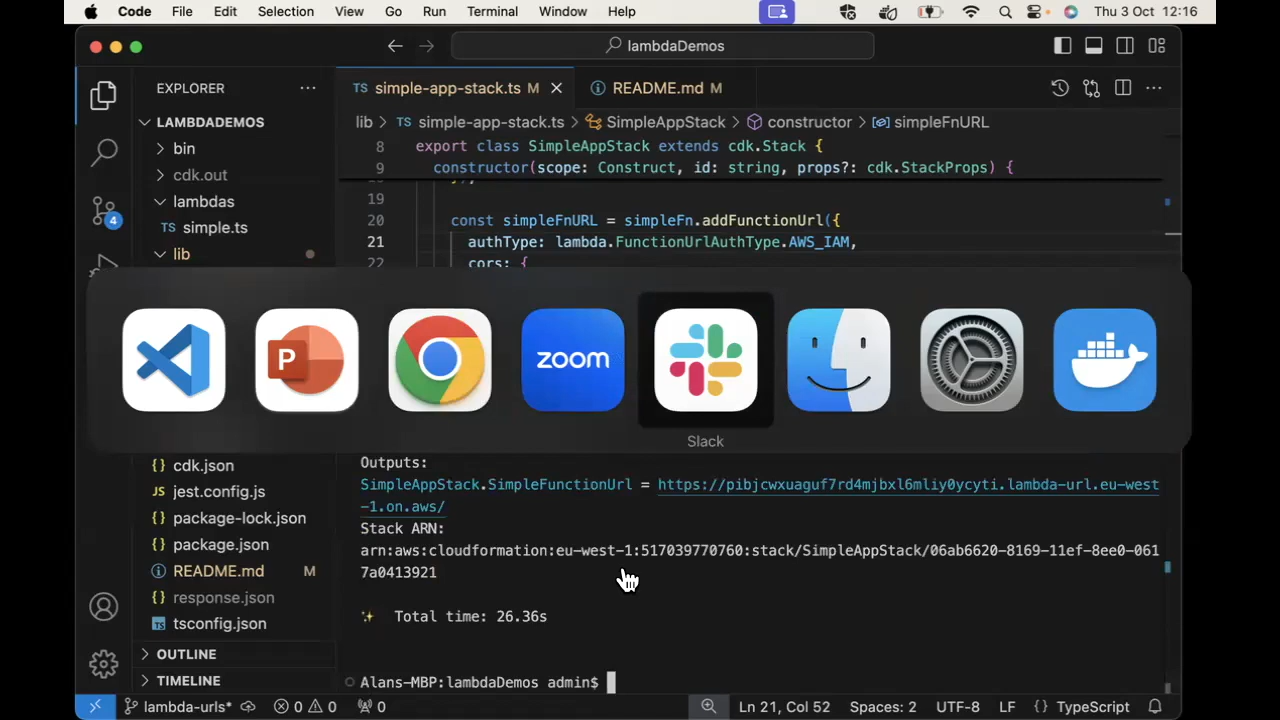 Code File Edit Selection View Go Run Terminal Window Help Thu 3 Oct 12:16
lambdaDemos
EXPLORER
LAMBDADEMOS
bin
cdk.out
lambdas
TS simple.ts
lib
4
TS simple-app-stack.ts M
README.md M
lib > TS simple-app-stack.ts > SimpleAppStack > constructor > simpleFnURL
8 export class SimpleAppStack extends cdk.Stack {
9 constructor(scope: Construct, id: string, props?: cdk.StackProps) {
19
20 const simpleFnURL = simpleFn.addFunctionUrl({
21 authType: lambda.FunctionUrlAuthType.AWS_IAM,
22 cors: {
P
zoom
Slack
{} cdk.json
JS jest.config.js
{} package-lock.json
{} package.json
README.md M
{} response.json
TS tsconfig.json
OUTLINE
TIMELINE
Outputs:
SimpleAppStack.SimpleFunctionUrl = https://pibjcwxuaguf7rd4mjbxl6mliy0ycyti.lambda-url.eu-west
-1.on.aws/
Stack ARN:
arn:aws:cloudformation:eu-west-1:517039770760:stack/SimpleAppStack/06ab6620-8169-11ef-8ee0-061
7a0413921
✨ Total time: 26.36s
Alans-MBP:lambdaDemos admin$
lambda-urls* 0 0 0 Ln 21, Col 52 Spaces: 2 UTF-8 LF {} TypeScript